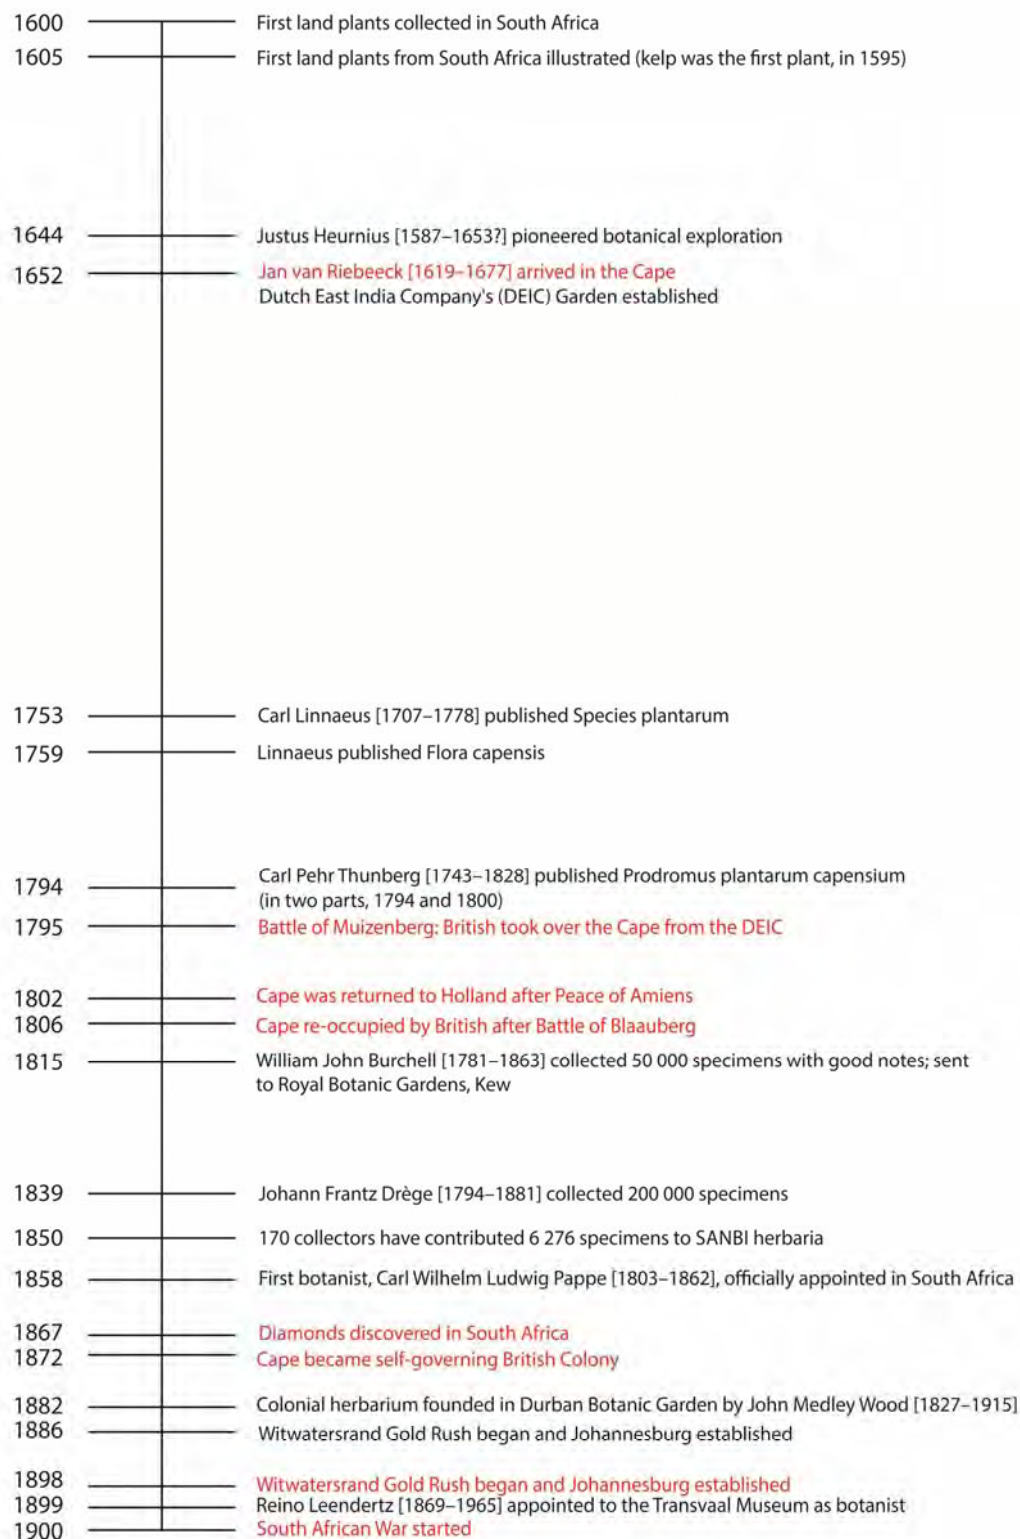 1600 First land plants collected in South Africa
1605 First land plants from South Africa illustrated (kelp was the first plant, in 1595)
1644 Justus Heurnius [1587–1653?] pioneered botanical exploration
1652 Jan van Riebeeck [1619–1677] arrived in the Cape
Dutch East India Company's (DEIC) Garden established
1753 Carl Linnaeus [1707–1778] published Species plantarum
1759 Linnaeus published Flora capensis
1794 Carl Pehr Thunberg [1743–1828] published Prodromus plantarum capensium
(in two parts, 1794 and 1800)
1795 Battle of Muizenberg: British took over the Cape from the DEIC
1802 Cape was returned to Holland after Peace of Amiens
1806 Cape re-occupied by British after Battle of Blaauberg
1815 William John Burchell [1781–1863] collected 50 000 specimens with good notes; sent
to Royal Botanic Gardens, Kew
1839 Johann Frantz Drège [1794–1881] collected 200 000 specimens
1850 170 collectors have contributed 6 276 specimens to SANBI herbaria
1858 First botanist, Carl Wilhelm Ludwig Pappe [1803–1862], officially appointed in South Africa
1867 Diamonds discovered in South Africa
1872 Cape became self-governing British Colony
1882 Colonial herbarium founded in Durban Botanic Garden by John Medley Wood [1827–1915]
1886 Witwatersrand Gold Rush began and Johannesburg established
1898 Witwatersrand Gold Rush began and Johannesburg established
1899 Reino Leendertz [1869–1965] appointed to the Transvaal Museum as botanist
1900 South African War started